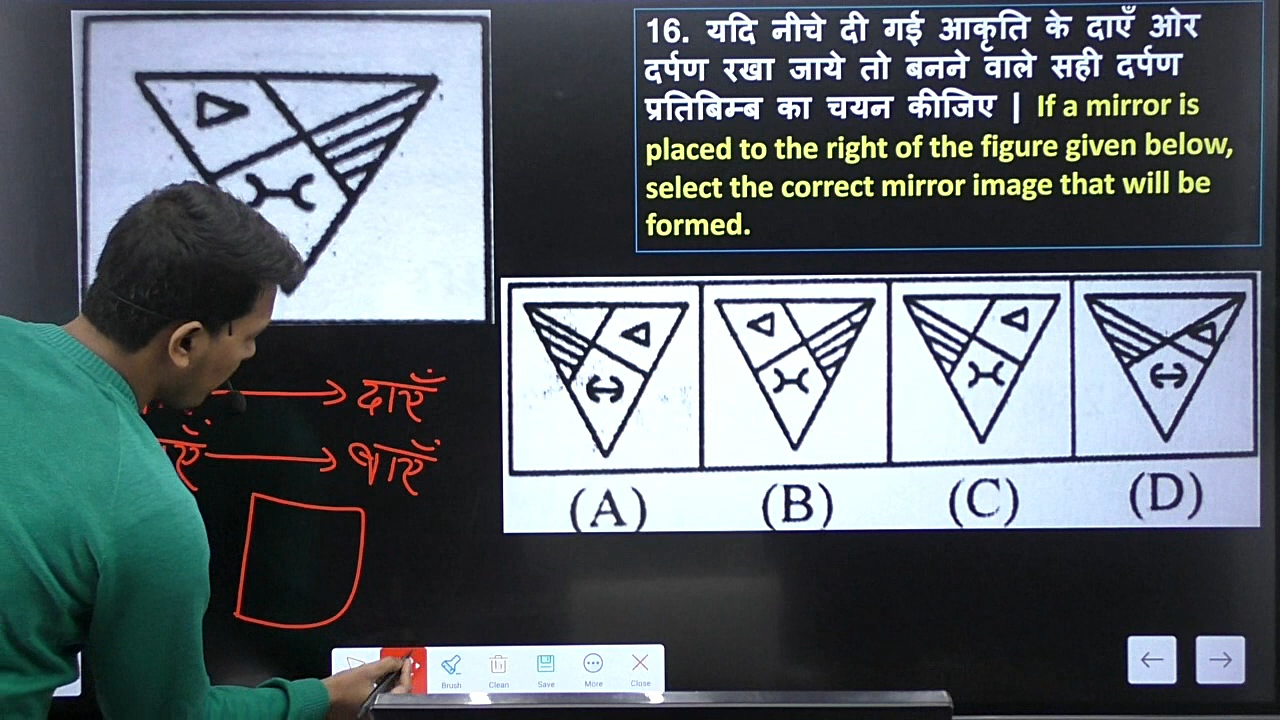 16. यदि नीचे दी गई आकृति के दाएँ ओर
दर्पण रखा जाये तो बनने वाले सही दर्पण
प्रतिबिम्ब का चयन कीजिए | If a mirror is
placed to the right of the figure given below,
select the correct mirror image that will be
formed.
(A) (B) (C) (D)
दाएँ
बाएँ
Brush Clean Save More Close